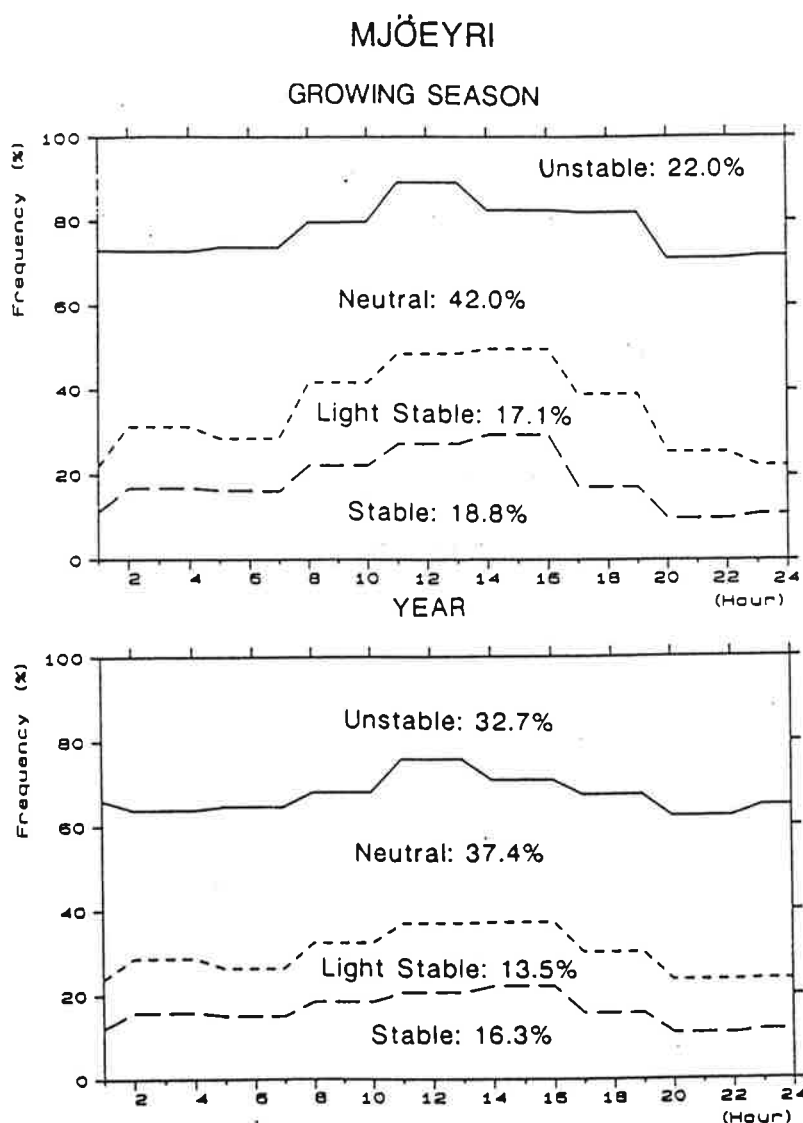 MJÖEYRI
GROWING SEASON
Frequency (%)
100
80
60
40
20
0
Unstable: 22.0%
Neutral: 42.0%
Light Stable: 17.1%
Stable: 18.8%
2 4 6 8 10 12 14 16 18 20 22 24
(Hour)
YEAR
Frequency (%)
100
80
60
40
20
0
Unstable: 32.7%
Neutral: 37.4%
Light Stable: 13.5%
Stable: 16.3%
2 4 6 8 10 12 14 16 18 20 22 24
(Hour)